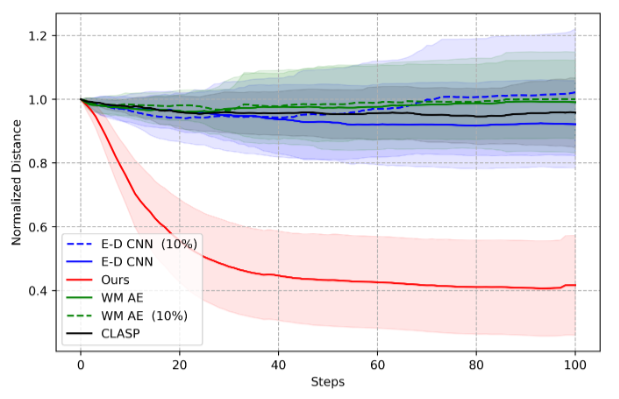 1.2
1.0
0.8
0.6
0.4
Normalized Distance
E-D CNN (10%)
E-D CNN
Ours
WM AE
WM AE (10%)
CLASP
0 20 40 60 80 100
Steps